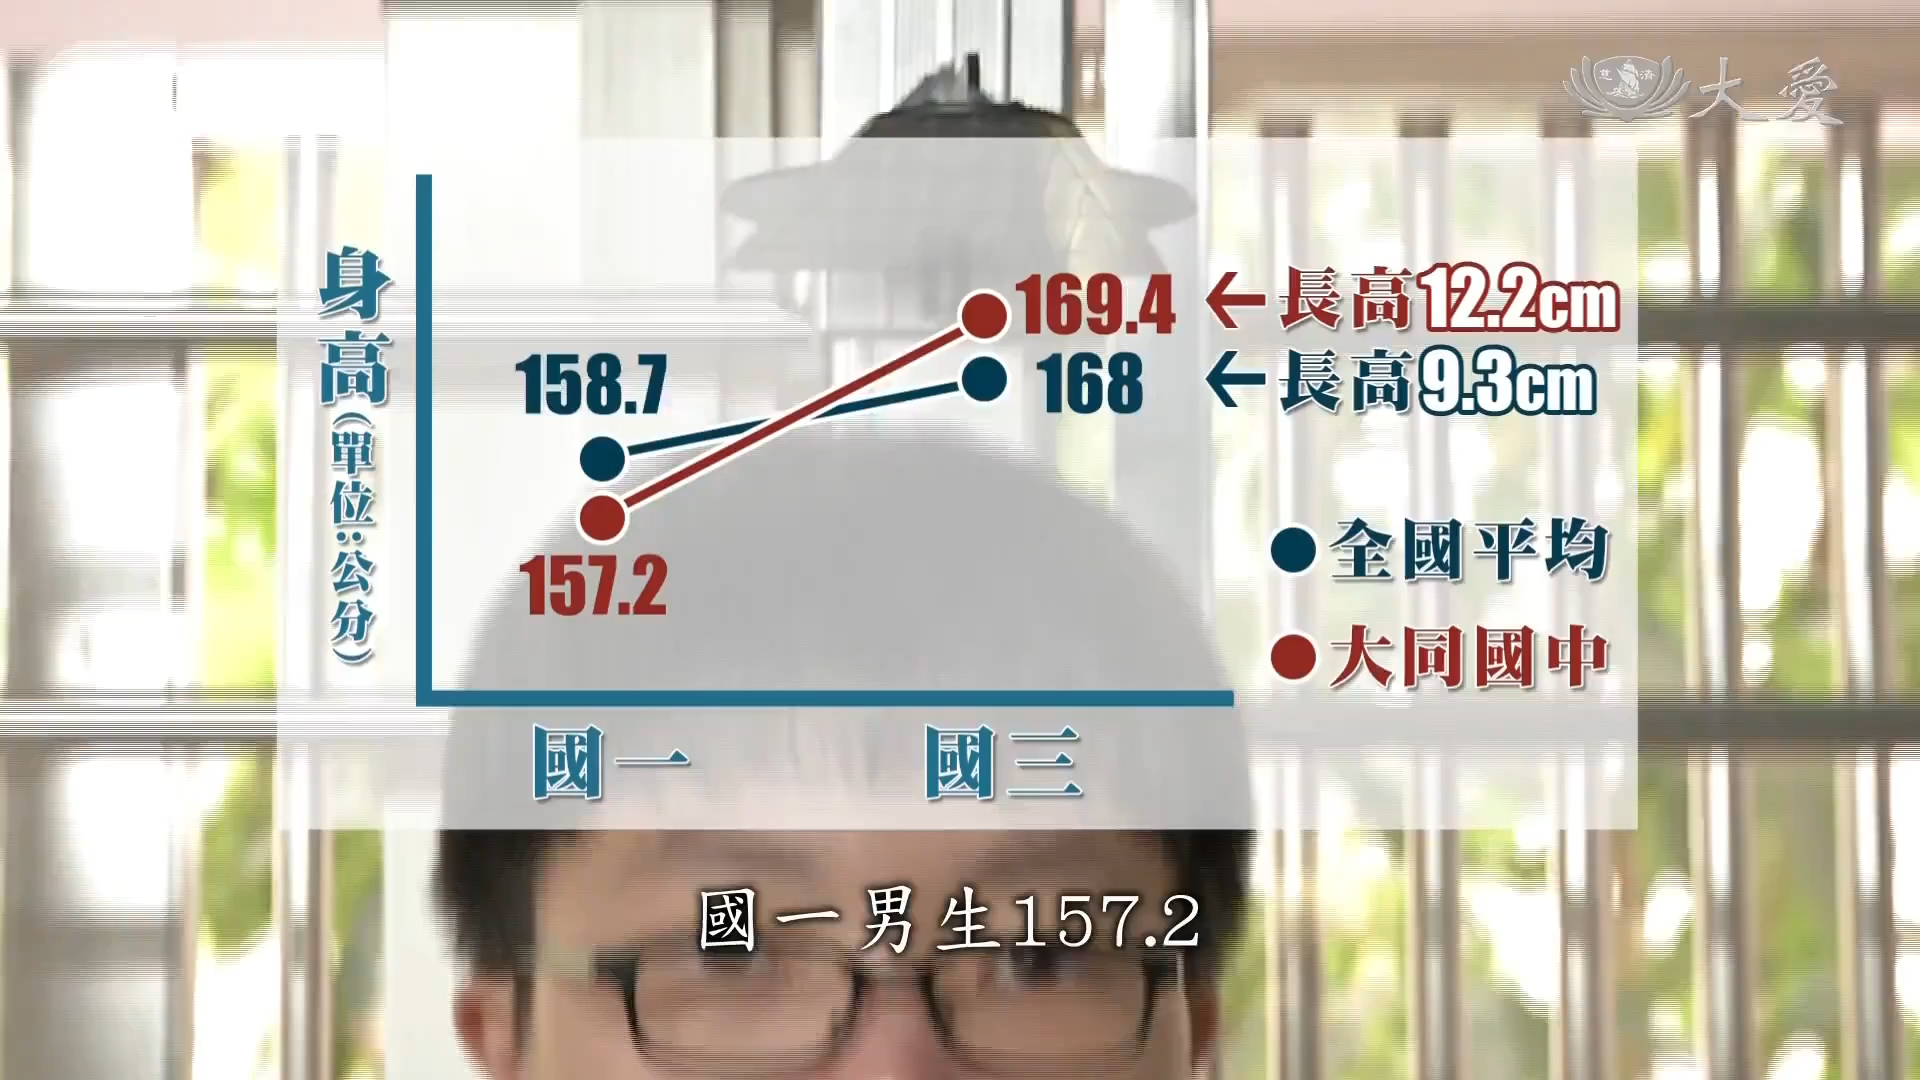 慈濟
大愛
身高(單位:公分)
169.4 ←長高12.2cm
158.7
168 ←長高9.3cm
157.2
全國平均
大同國中
國一
國三
國一男生157.2